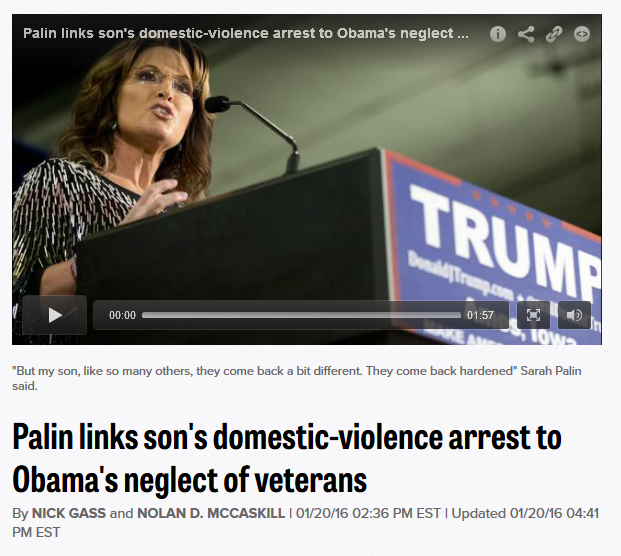 Palin links son's domestic-violence arrest to Obama's neglect ...
TRUMP
DonaldJTrump.com
Ames, Iowa
00:00
01:57
"But my son, like so many others, they come back a bit different. They come back hardened" Sarah Palin
said.
Palin links son's domestic-violence arrest to
Obama's neglect of veterans
By NICK GASS and NOLAN D. MCCASKILL | 01/20/16 02:36 PM EST | Updated 01/20/16 04:41
PM EST